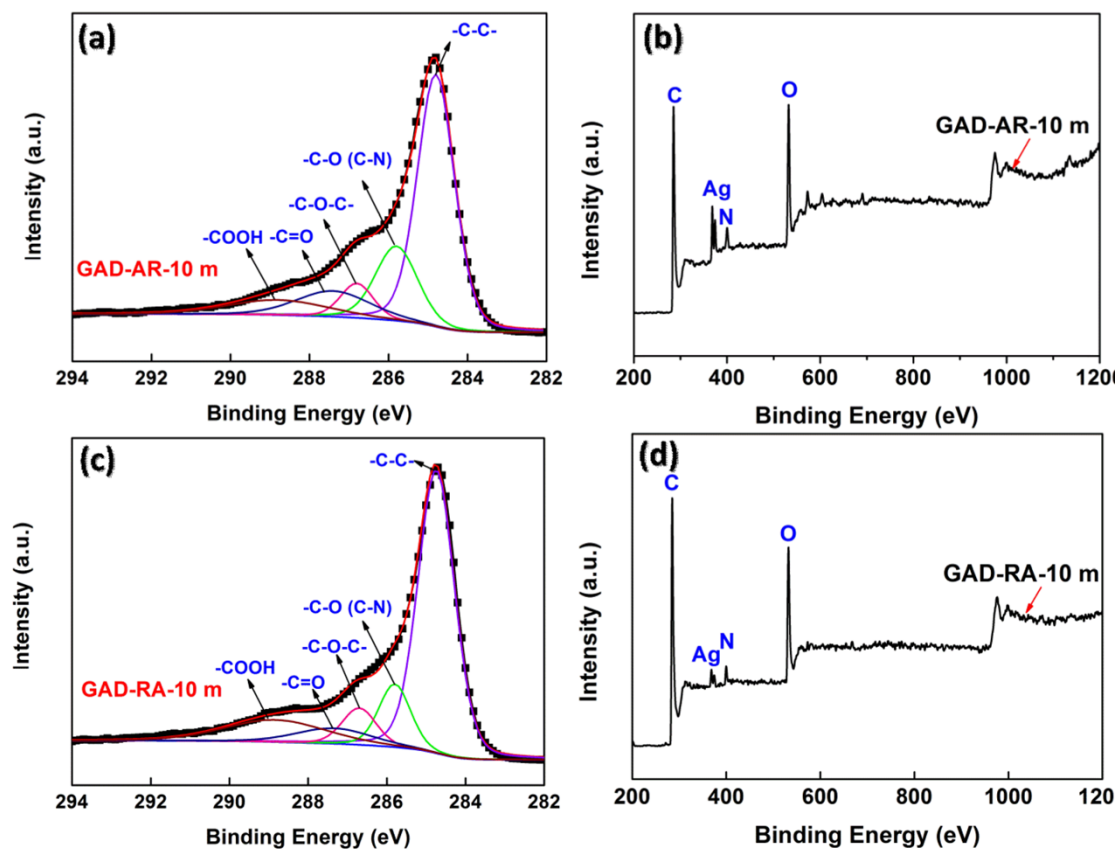 (a)
-C-C-
-C-O (C-N)
-C-O-C-
-COOH
-C=O
GAD-AR-10 m
Intensity (a.u.)
294 292 290 288 286 284 282
Binding Energy (eV)
(b)
C
O
Ag
N
GAD-AR-10 m
Intensity (a.u.)
200 400 600 800 1000 1200
Binding Energy (eV)
(c)
-C-C-
-C-O (C-N)
-C-O-C-
-COOH
-C=O
GAD-RA-10 m
Intensity (a.u.)
294 292 290 288 286 284 282
Binding Energy (eV)
(d)
C
O
Ag
N
GAD-RA-10 m
Intensity (a.u.)
200 400 600 800 1000 1200
Binding Energy (eV)